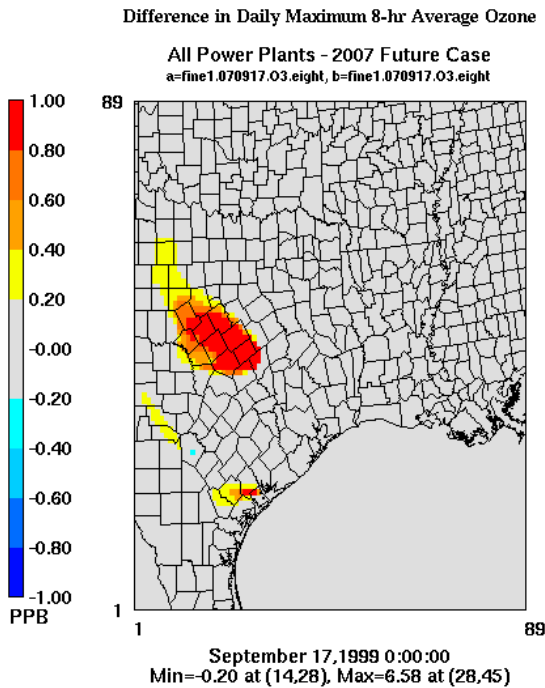 Difference in Daily Maximum 8-hr Average Ozone
All Power Plants - 2007 Future Case
a=fine1.070917.O3.eight, b=fine1.070917.O3.eight
1.00
0.80
0.60
0.40
0.20
-0.00
-0.20
-0.40
-0.60
-0.80
-1.00
PPB
89
1
1
89
September 17,1999 0:00:00
Min=-0.20 at (14,28), Max=6.58 at (28,45)